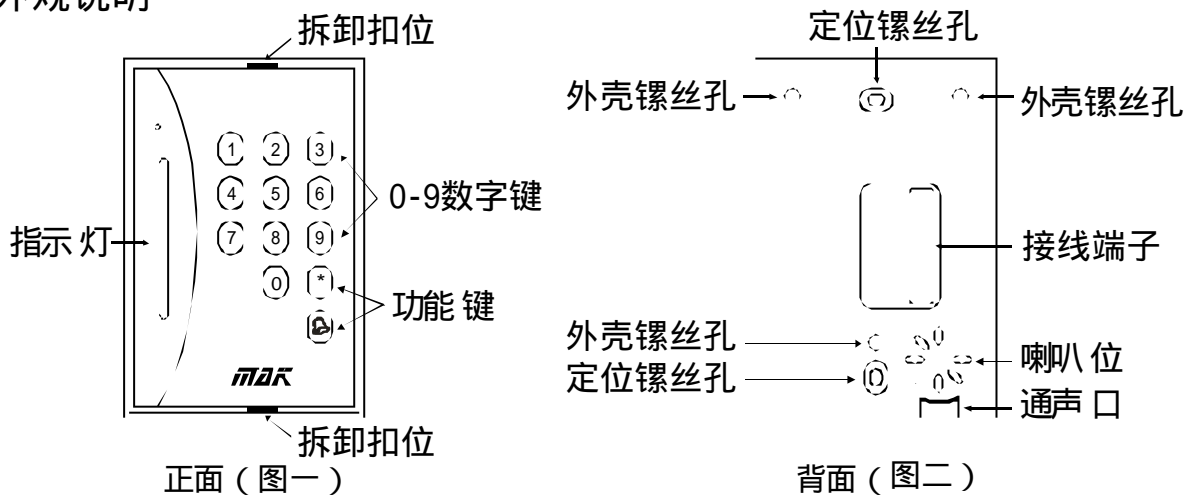 外观说明
拆卸扣位
1 2 3
4 5 6
7 8 9
0 *
0-9数字键
指示灯
功能键
MAK
拆卸扣位
正面（图一）
定位镙丝孔
外壳镙丝孔
外壳镙丝孔
接线端子
外壳镙丝孔
定位镙丝孔
喇叭位
通声口
背面（图二）